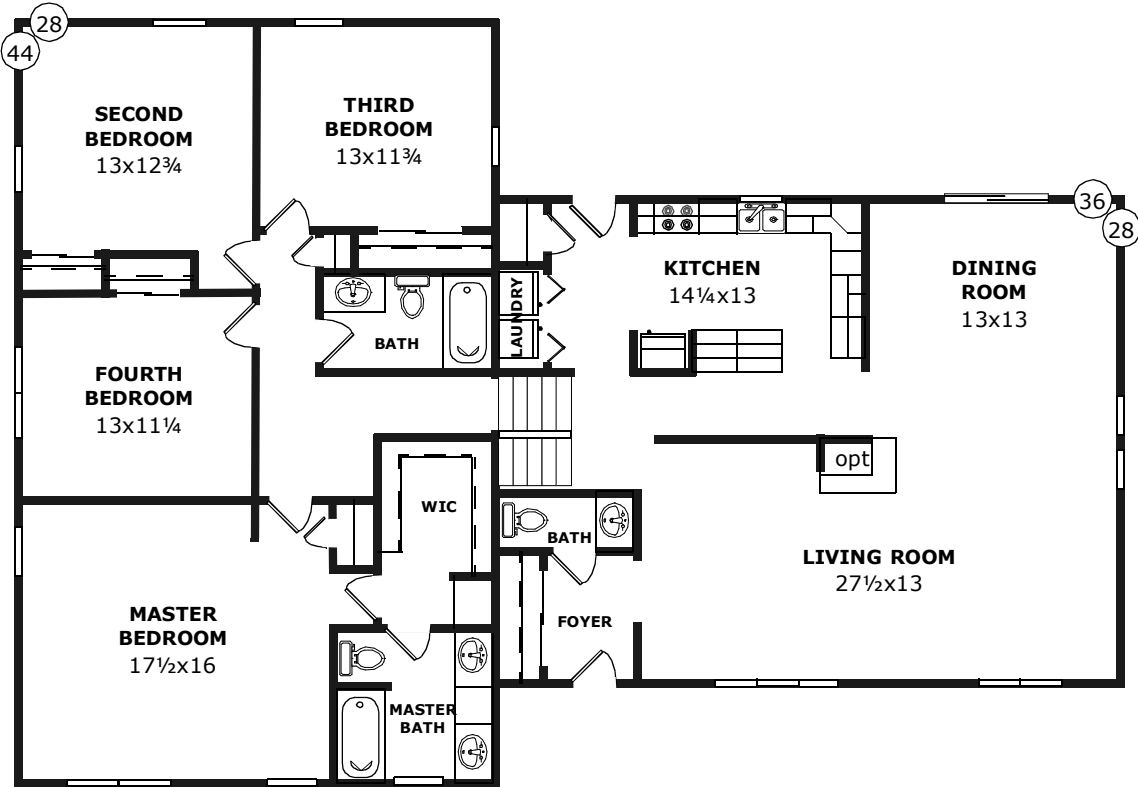 28
44
SECOND
BEDROOM
13x12¾
THIRD
BEDROOM
13x11¾
36
28
KITCHEN
14¼x13
DINING
ROOM
13x13
LAUNDRY
BATH
FOURTH
BEDROOM
13x11¼
opt
WIC
BATH
LIVING ROOM
27½x13
MASTER
BEDROOM
17½x16
FOYER
MASTER
BATH